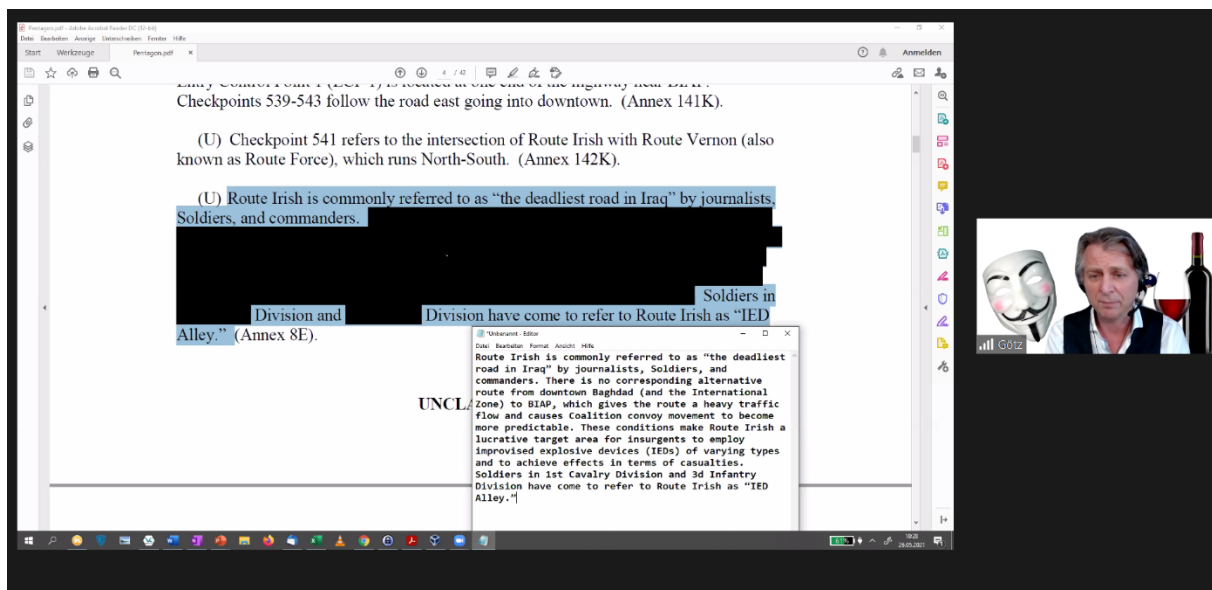 Pentagon.pdf - Adobe Acrobat Reader DC (32-bit)
Datei Bearbeiten Anzeige Unterschreiben Fenster Hilfe
Start Werkzeuge Pentagon.pdf × Anmelden
4 / 42
Checkpoints 539-543 follow the road east going into downtown. (Annex 141K).
(U) Checkpoint 541 refers to the intersection of Route Irish with Route Vernon (also
known as Route Force), which runs North-South. (Annex 142K).
(U) Route Irish is commonly referred to as “the deadliest road in Iraq” by journalists,
Soldiers, and commanders.
Soldiers in
Division and Division have come to refer to Route Irish as “IED
Alley.” (Annex 8E).
UNCLA
*Unbenannt - Editor
Datei Bearbeiten Format Ansicht Hilfe
Route Irish is commonly referred to as “the deadliest
road in Iraq” by journalists, Soldiers, and
commanders. There is no corresponding alternative
route from downtown Baghdad (and the International
Zone) to BIAP, which gives the route a heavy traffic
flow and causes Coalition convoy movement to become
more predictable. These conditions make Route Irish a
lucrative target area for insurgents to employ
improvised explosive devices (IEDs) of varying types
and to achieve effects in terms of casualties.
Soldiers in 1st Cavalry Division and 3d Infantry
Division have come to refer to Route Irish as “IED
Alley.”
Götz
61%
26.05.2021